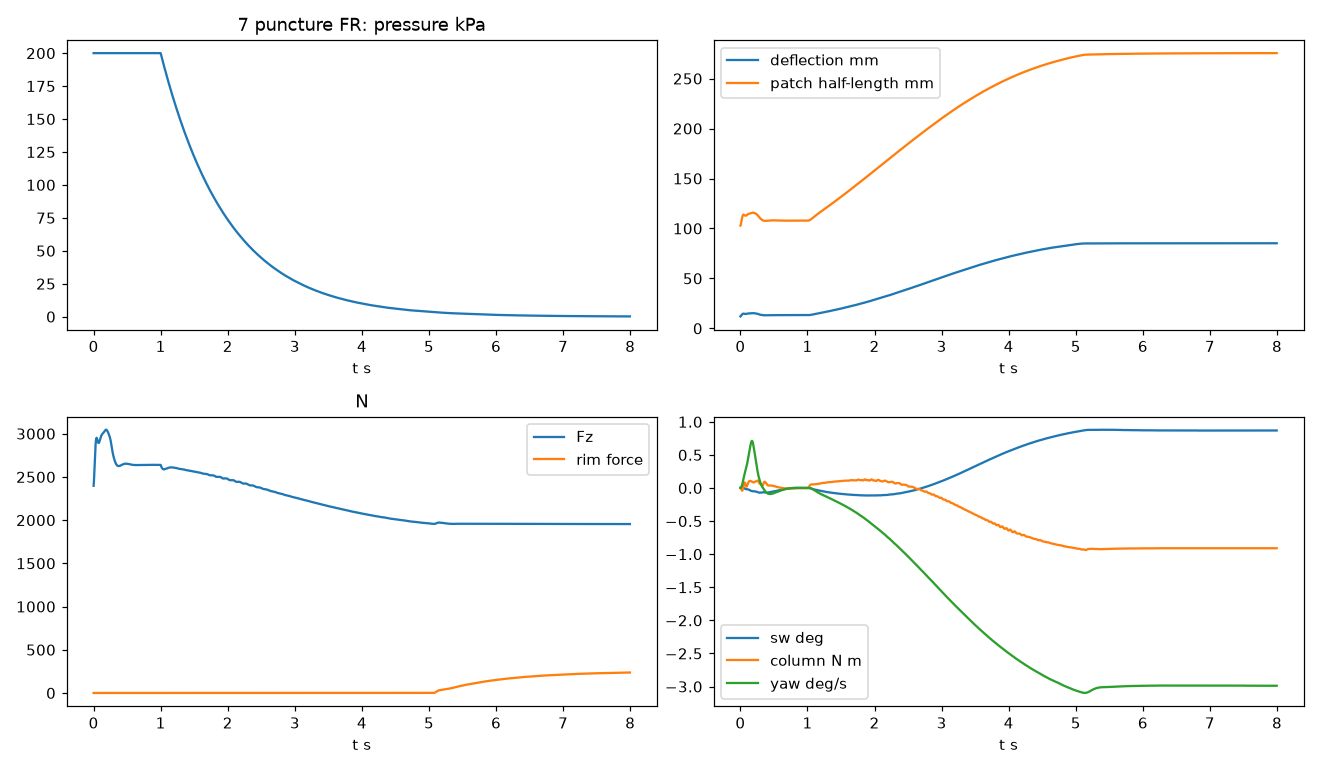 7 puncture FR: pressure kPa
200
175
150
125
100
75
50
25
0
0 1 2 3 4 5 6 7 8
t s
deflection mm
patch half-length mm
250
200
150
100
50
0
0 1 2 3 4 5 6 7 8
t s
N
Fz
rim force
3000
2500
2000
1500
1000
500
0
0 1 2 3 4 5 6 7 8
t s
1.0
0.5
0.0
−0.5
−1.0
−1.5
−2.0
−2.5
−3.0
sw deg
column N m
yaw deg/s
0 1 2 3 4 5 6 7 8
t s